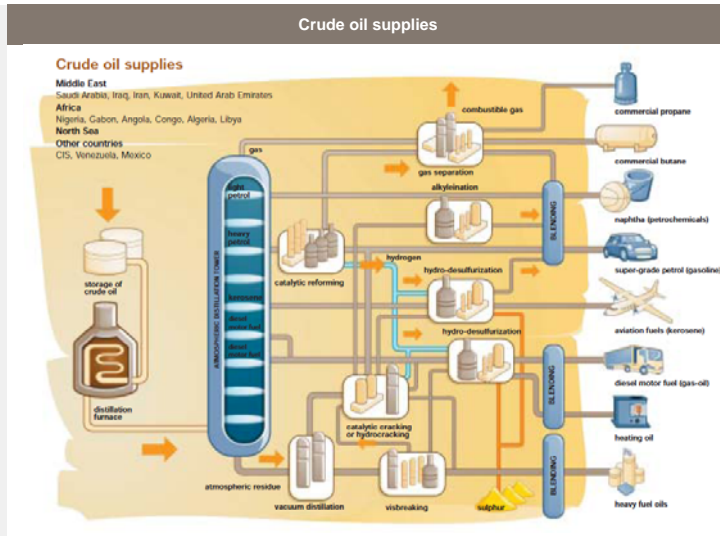 Crude oil supplies
Crude oil supplies
Middle East
Saudi Arabia, Iraq, Iran, Kuwait, United Arab Emirates
Africa
Nigeria, Gabon, Angola, Congo, Algeria, Libya
North Sea
Other countries
CIS, Venezuela, Mexico
combustible gas
commercial propane
gas
gas separation
commercial butane
light
petrol
alkyleination
naphtha (petrochemicals)
BLENDING
heavy
petrol
hydrogen
super-grade petrol (gasoline)
catalytic reforming
hydro-desulfurization
storage of
crude oil
ATMOSPHERIC DISTILLATION TOWER
kerosene
diesel
motor fuel
hydro-desulfurization
aviation fuels (kerosene)
diesel
motor fuel
diesel motor fuel (gas-oil)
BLENDING
distillation
furnace
catalytic cracking
or hydrocracking
heating oil
BLENDING
atmospheric residue
vacuum distillation
visbreaking
sulphur
heavy fuel oils